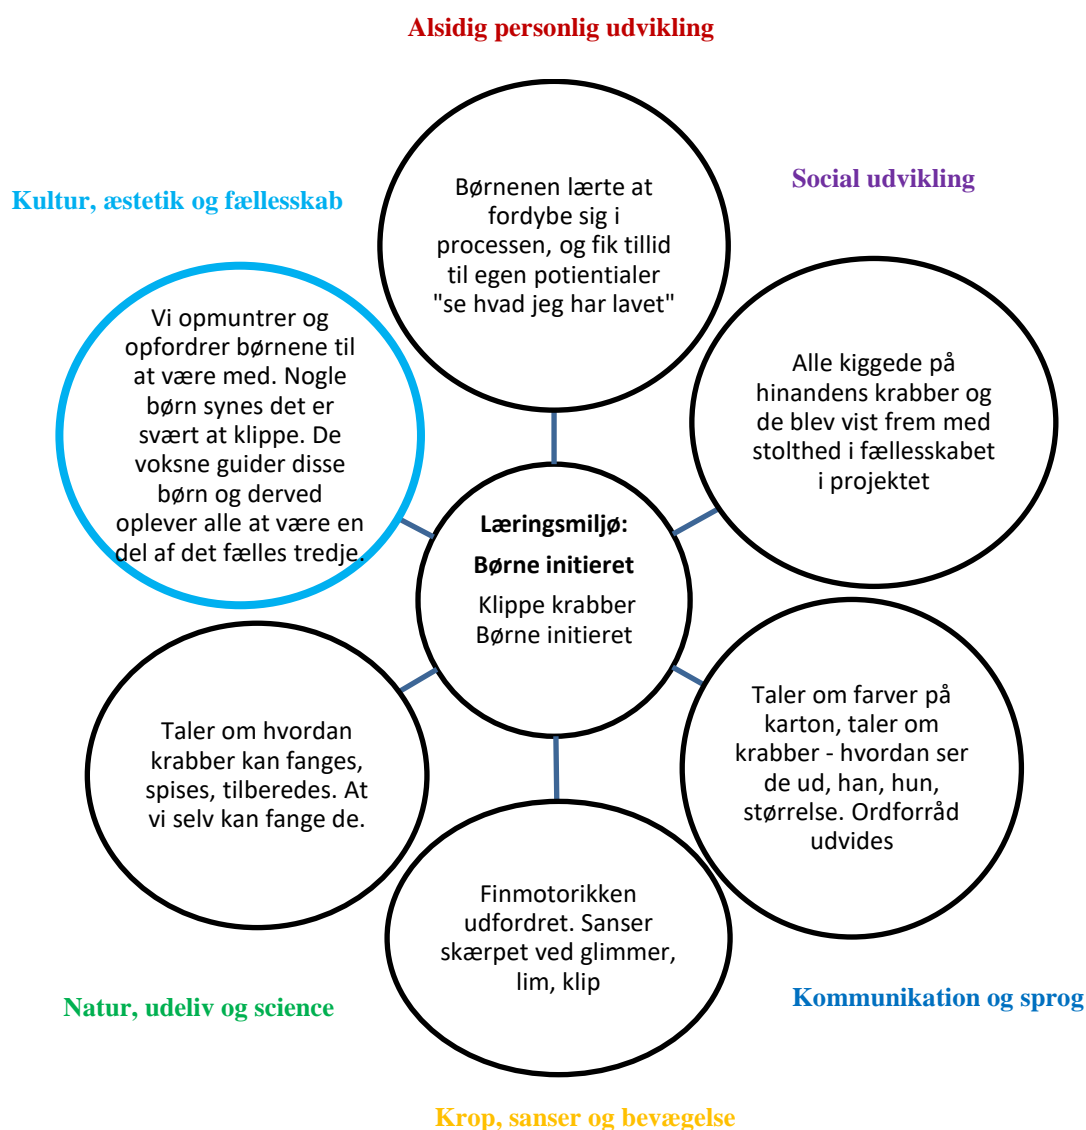 Alsidig personlig udvikling
Børnenen lærte at
fordybe sig i
processen, og fik tillid
til egen potientialer
"se hvad jeg har lavet"
Social udvikling
Alle kiggede på
hinandens krabber og
de blev vist frem med
stolthed i fællesskabet
i projektet
Kultur, æstetik og fællesskab
Vi opmuntrer og
opfordrer børnene til
at være med. Nogle
børn synes det er
svært at klippe. De
voksne guider disse
børn og derved
oplever alle at være en
del af det fælles tredje.
Læringsmiljø:
Børne initieret
Klippe krabber
Børne initieret
Taler om hvordan
krabber kan fanges,
spises, tilberedes. At
vi selv kan fange de.
Natur, udeliv og science
Taler om farver på
karton, taler om
krabber - hvordan ser
de ud, han, hun,
størrelse. Ordforråd
udvides
Kommunikation og sprog
Finmotorikken
udfordret. Sanser
skærpet ved glimmer,
lim, klip
Krop, sanser og bevægelse